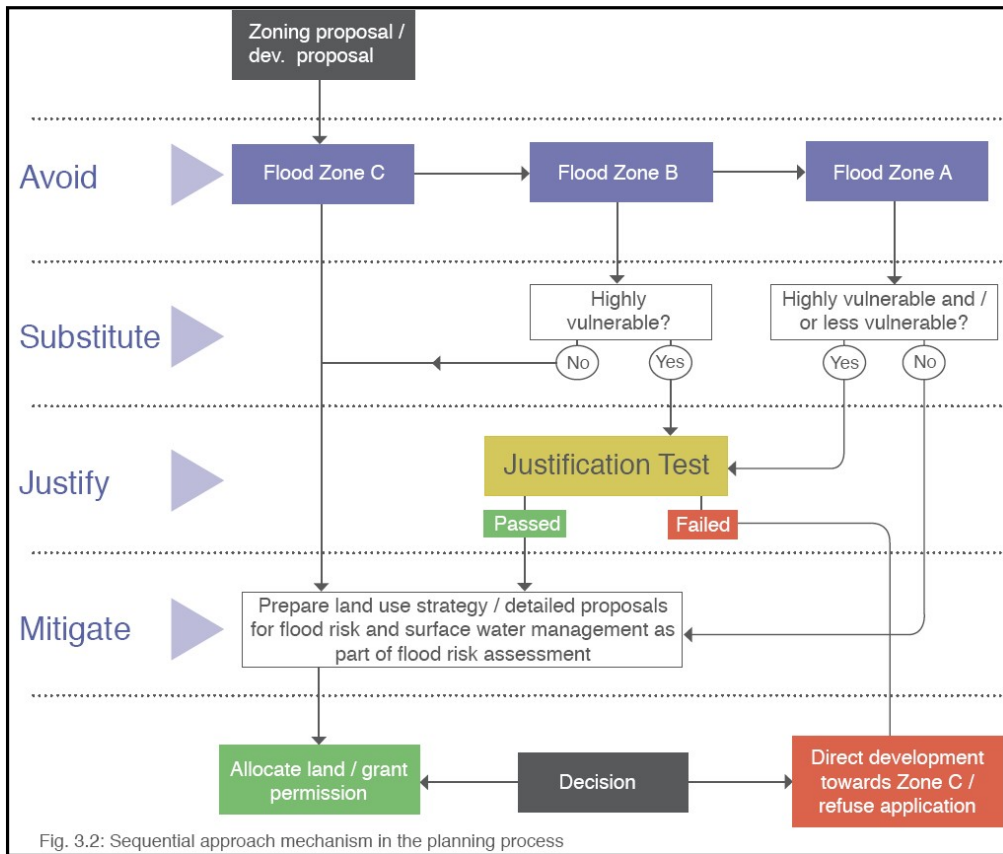 Zoning proposal /
dev. proposal
Avoid
Flood Zone C
Flood Zone B
Flood Zone A
Substitute
Highly
vulnerable?
Highly vulnerable and /
or less vulnerable?
No
Yes
Yes
No
Justify
Justification Test
Passed
Failed
Mitigate
Prepare land use strategy / detailed proposals
for flood risk and surface water management as
part of flood risk assessment
Allocate land / grant
permission
Decision
Direct development
towards Zone C /
refuse application
Fig. 3.2: Sequential approach mechanism in the planning process